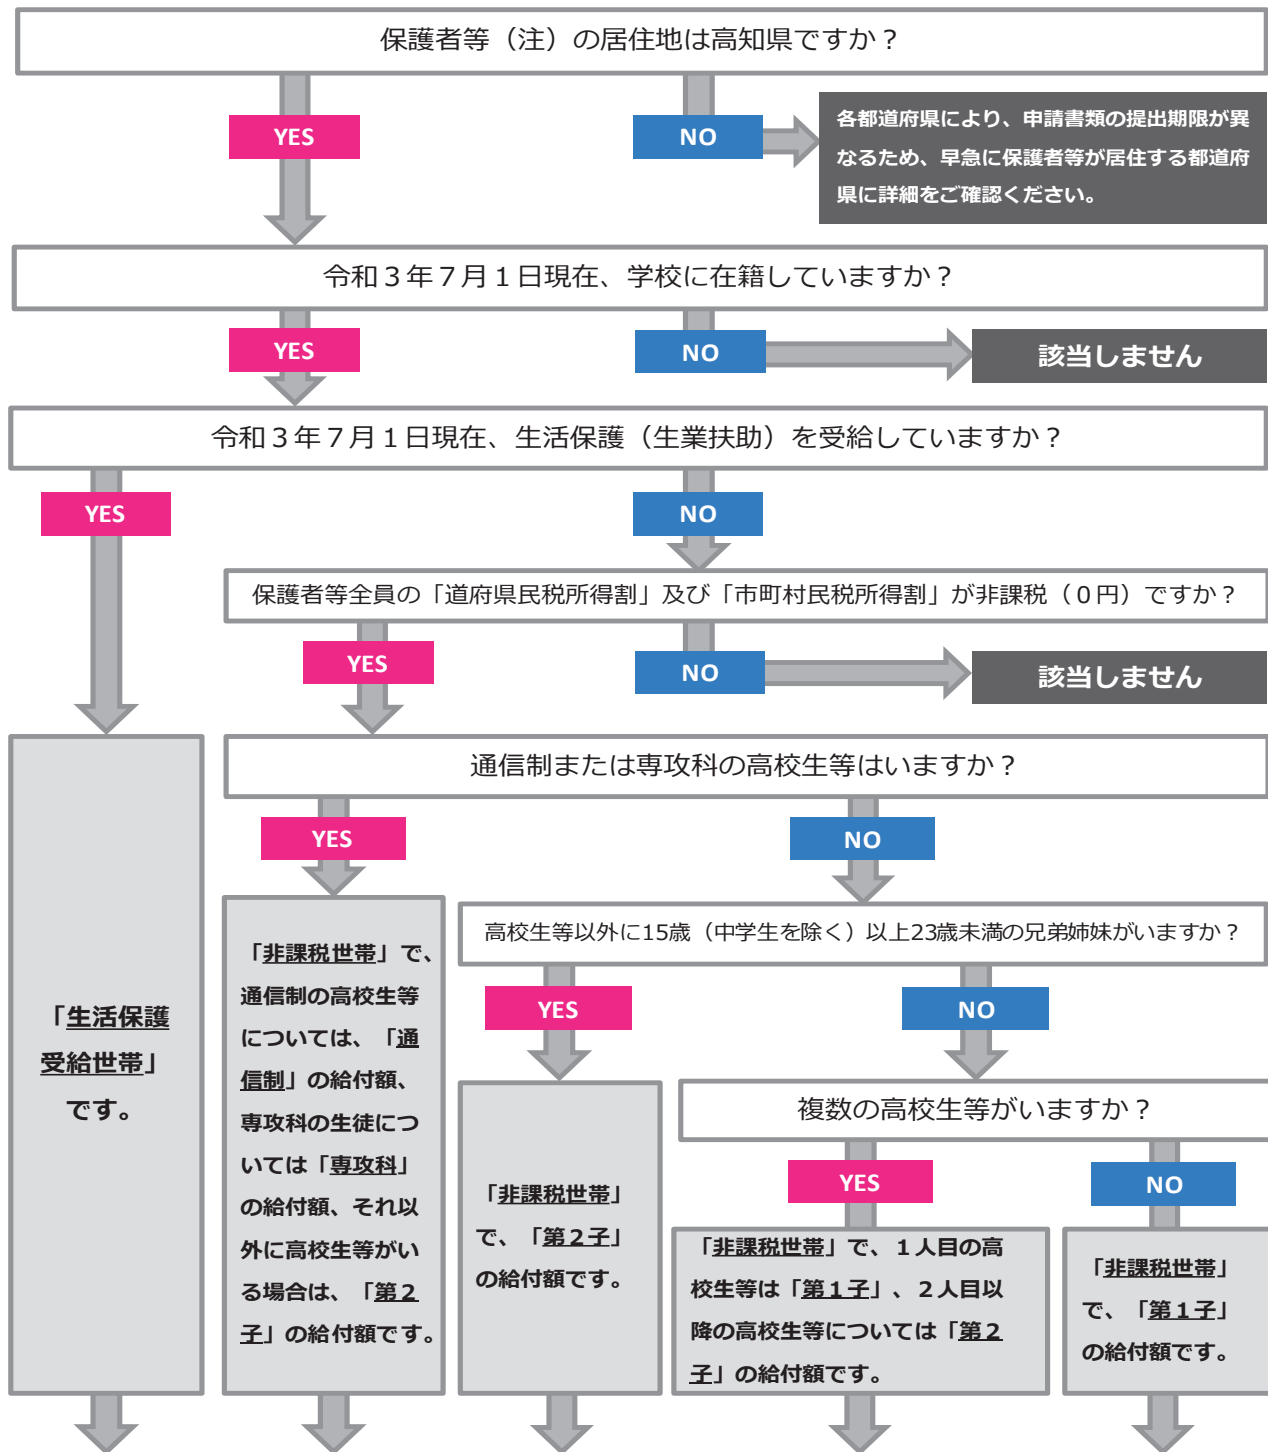 保護者等（注）の居住地は高知県ですか？
YES
NO
各都道府県により、申請書類の提出期限が異
なるため、早急に保護者等が居住する都道府
県に詳細をご確認ください。
令和３年７月１日現在、学校に在籍していますか？
YES
NO
該当しません
令和３年７月１日現在、生活保護（生業扶助）を受給していますか？
YES
NO
保護者等全員の「道府県民税所得割」及び「市町村民税所得割」が非課税（０円）ですか？
YES
NO
該当しません
通信制または専攻科の高校生等はいますか？
YES
NO
高校生等以外に15歳（中学生を除く）以上23歳未満の兄弟姉妹がいますか？
YES
NO
複数の高校生等がいますか？
YES
NO
「生活保護
受給世帯」
です。
「非課税世帯」で、
通信制の高校生等
については、「通
信制」の給付額、
専攻科の生徒につ
いては「専攻科」
の給付額、それ以
外に高校生等がい
る場合は、「第２
子」の給付額です。
「非課税世帯」
で、「第２子」
の給付額です。
「非課税世帯」で、１人目の高
校生等は「第１子」、２人目以
降の高校生等については「第２
子」の給付額です。
「非課税世帯」
で、「第１子」
の給付額です。